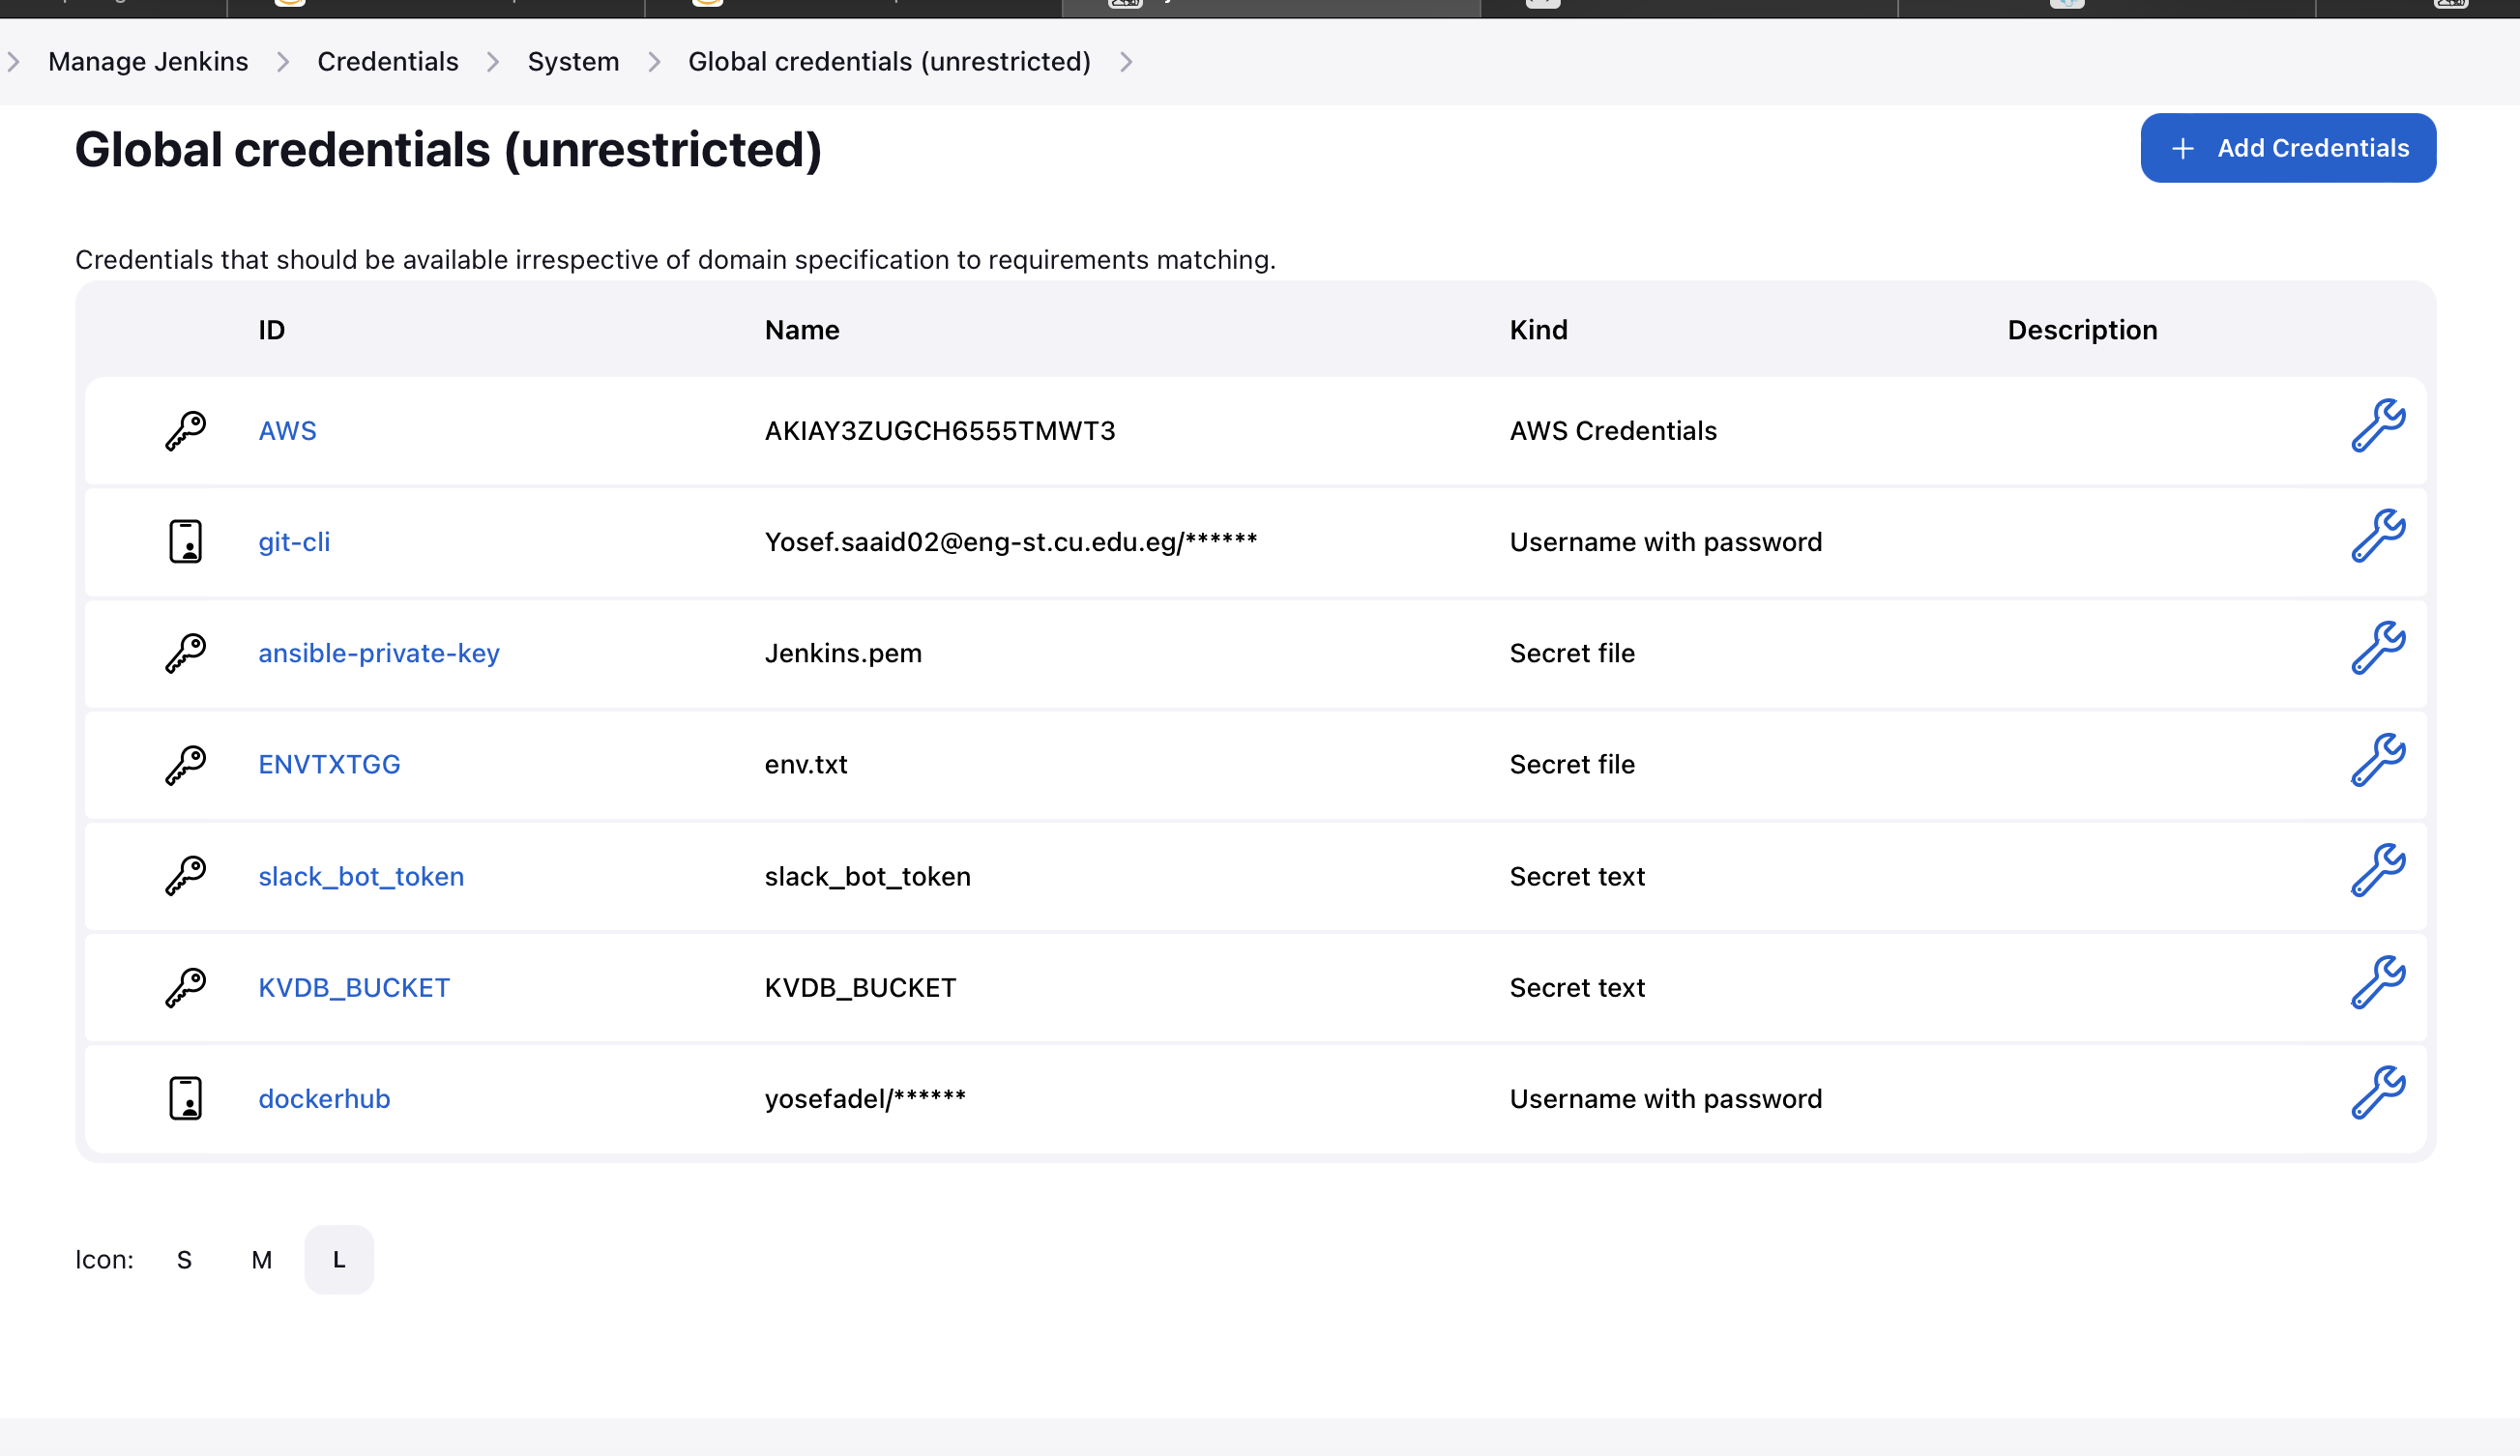 Manage Jenkins > Credentials > System > Global credentials (unrestricted) >
Global credentials (unrestricted)
+ Add Credentials
Credentials that should be available irrespective of domain specification to requirements matching.
ID Name Kind Description
AWS AKIAY3ZUGCH6555TMWT3 AWS Credentials
git-cli Yosef.saaid02@eng-st.cu.edu.eg/****** Username with password
ansible-private-key Jenkins.pem Secret file
ENVTXTGG env.txt Secret file
slack_bot_token slack_bot_token Secret text
KVDB_BUCKET KVDB_BUCKET Secret text
dockerhub yosefadel/****** Username with password
Icon: S M L